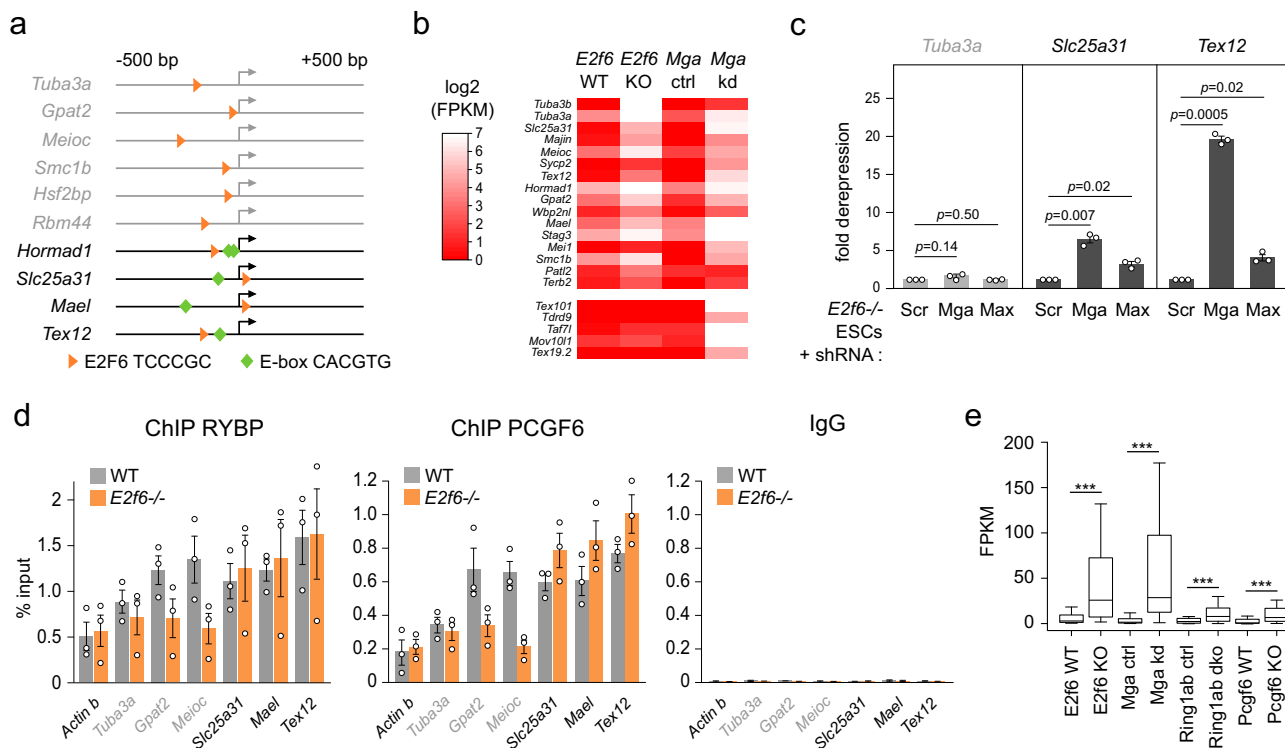 a
-500 bp +500 bp
Tuba3a
Gpat2
Meioc
Smc1b
Hsf2bp
Rbm44
Hormad1
Slc25a31
Mael
Tex12
E2F6 TCCCGC E-box CACGTG
b
E2f6 E2f6 Mga Mga
WT KO ctrl kd
log2
(FPKM)
7
6
5
4
3
2
1
0
Tuba3b
Tuba3a
Slc25a31
Majin
Meioc
Sycp2
Tex12
Hormad1
Gpat2
Wbp2nl
Mael
Stag3
Mei1
Smc1b
Patl2
Terb2
Tex101
Tdrd9
Taf7l
Mov10l1
Tex19.2
c
Tuba3a Slc25a31 Tex12
fold derepression
25
20
15
10
5
0
p=0.50
p=0.14
p=0.02
p=0.007
p=0.02
p=0.0005
E2f6-/-
ESCs
+ shRNA :
Scr Mga Max Scr Mga Max Scr Mga Max
d
ChIP RYBP
WT
E2f6-/-
% input
2
1.5
1
0.5
0
Actin b Tuba3a Gpat2 Meioc Slc25a31 Mael Tex12
ChIP PCGF6
WT
E2f6-/-
1.2
1.0
0.8
0.6
0.4
0.2
0
Actin b Tuba3a Gpat2 Meioc Slc25a31 Mael Tex12
IgG
WT
E2f6-/-
1.2
1.0
0.8
0.6
0.4
0.2
0
Actin b Tuba3a Gpat2 Meioc Slc25a31 Mael Tex12
e
FPKM
200
150
100
50
0
*** *** *** ***
E2f6 WT
E2f6 KO
Mga ctrl
Mga kd
Ring1ab ctrl
Ring1ab dko
Pcgf6 WT
Pcgf6 KO